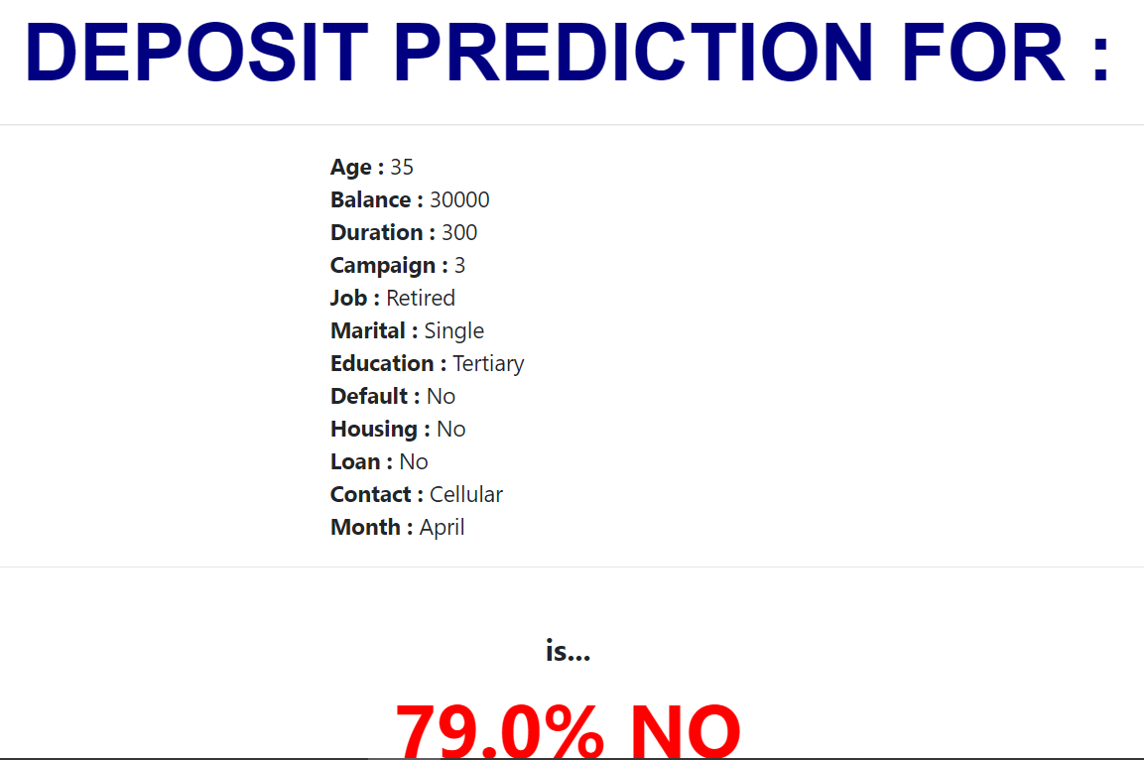 DEPOSIT PREDICTION FOR :
Age : 35
Balance : 30000
Duration : 300
Campaign : 3
Job : Retired
Marital : Single
Education : Tertiary
Default : No
Housing : No
Loan : No
Contact : Cellular
Month : April
is...
79.0% NO